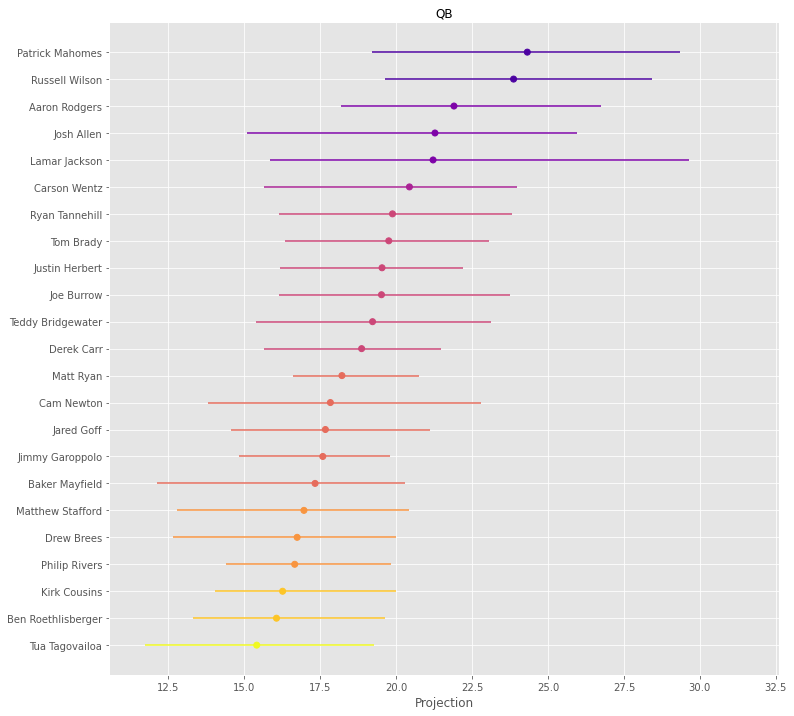 QB
Patrick Mahomes
Russell Wilson
Aaron Rodgers
Josh Allen
Lamar Jackson
Carson Wentz
Ryan Tannehill
Tom Brady
Justin Herbert
Joe Burrow
Teddy Bridgewater
Derek Carr
Matt Ryan
Cam Newton
Jared Goff
Jimmy Garoppolo
Baker Mayfield
Matthew Stafford
Drew Brees
Philip Rivers
Kirk Cousins
Ben Roethlisberger
Tua Tagovailoa
12.5 15.0 17.5 20.0 22.5 25.0 27.5 30.0 32.5
Projection